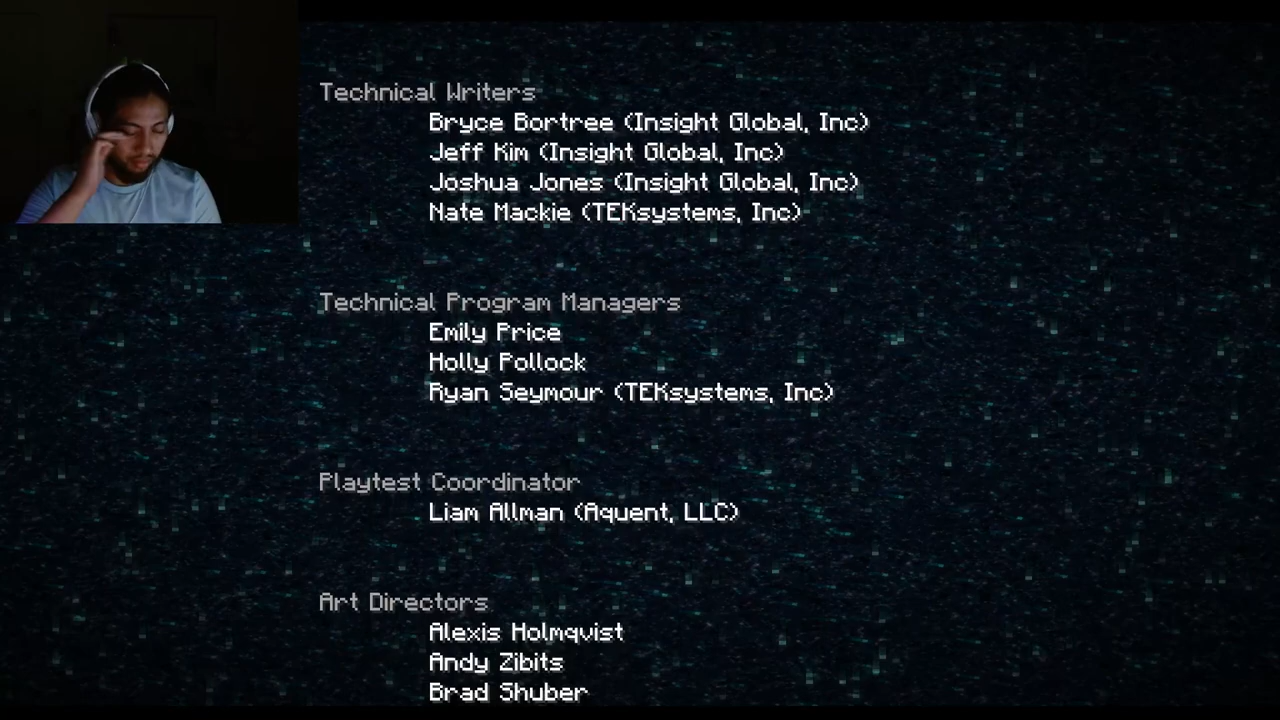 Technical Writers
Bryce Bortree (Insight Global, Inc)
Jeff Kim (Insight Global, Inc)
Joshua Jones (Insight Global, Inc)
Nate Mackie (TEKsystems, Inc)
Technical Program Managers
Emily Price
Holly Pollock
Ryan Seymour (TEKsystems, Inc)
Playtest Coordinator
Liam Allman (Aquent, LLC)
Art Directors
Alexis Holmqvist
Andy Zibits
Brad Shuber